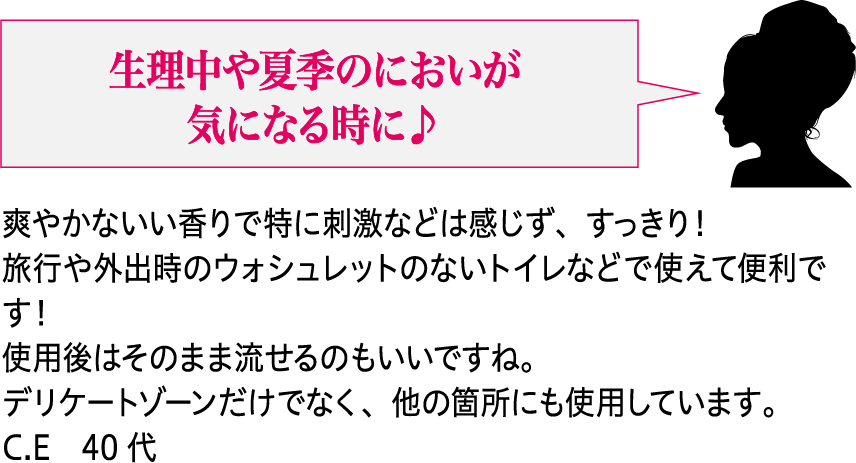 生理中や夏季のにおいが
気になる時に♪
爽やかないい香りで特に刺激などは感じず、すっきり！
旅行や外出時のウォシュレットのないトイレなどで使えて便利で
す！
使用後はそのまま流せるのもいいですね。
デリケートゾーンだけでなく、他の箇所にも使用しています。
C.E　40代